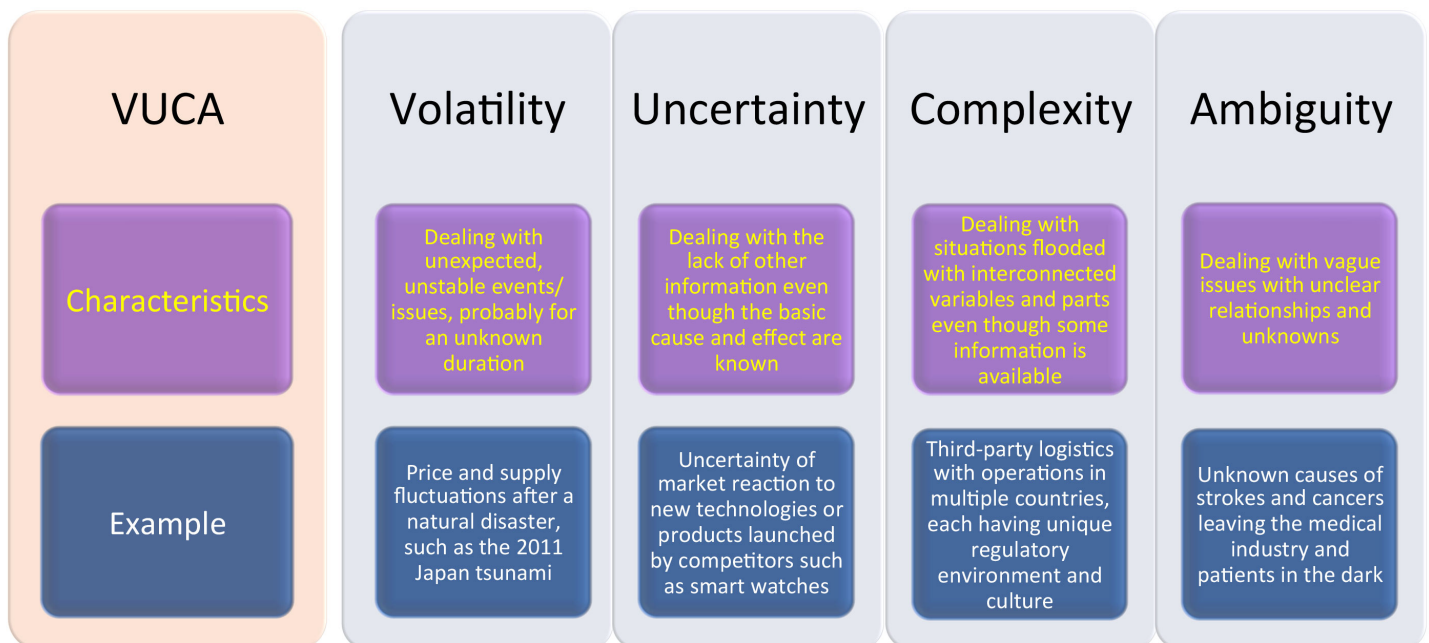 VUCA
Volatility
Uncertainty
Complexity
Ambiguity
Characteristics
Dealing with
unexpected,
unstable events/
issues, probably for
an unknown
duration
Dealing with the
lack of other
information even
though the basic
cause and effect are
known
Dealing with
situations flooded
with interconnected
variables and parts
even though some
information is
available
Dealing with vague
issues with unclear
relationships and
unknowns
Example
Price and supply
fluctuations after a
natural disaster,
such as the 2011
Japan tsunami
Uncertainty of
market reaction to
new technologies or
products launched
by competitors such
as smart watches
Third-party logistics
with operations in
multiple countries,
each having unique
regulatory
environment and
culture
Unknown causes of
strokes and cancers
leaving the medical
industry and
patients in the dark